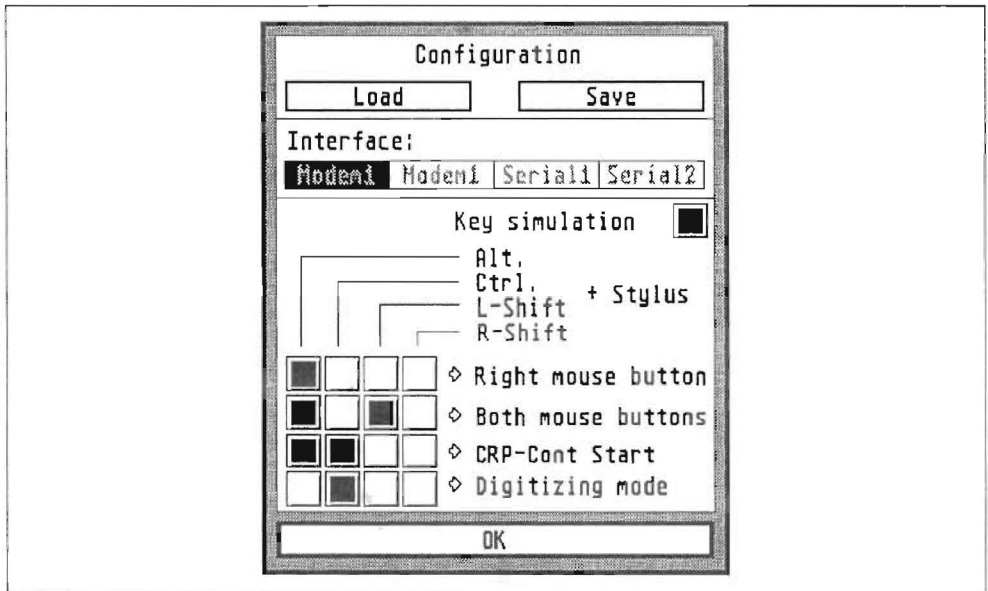 Configuration
Load Save
Interface:
Modem1 Modem1 Serial1 Serial2
Key simulation
Alt.
Ctrl.
+ Stylus
L-Shift
R-Shift
Right mouse button
Both mouse buttons
CRP-Cont Start
Digitizing mode
OK